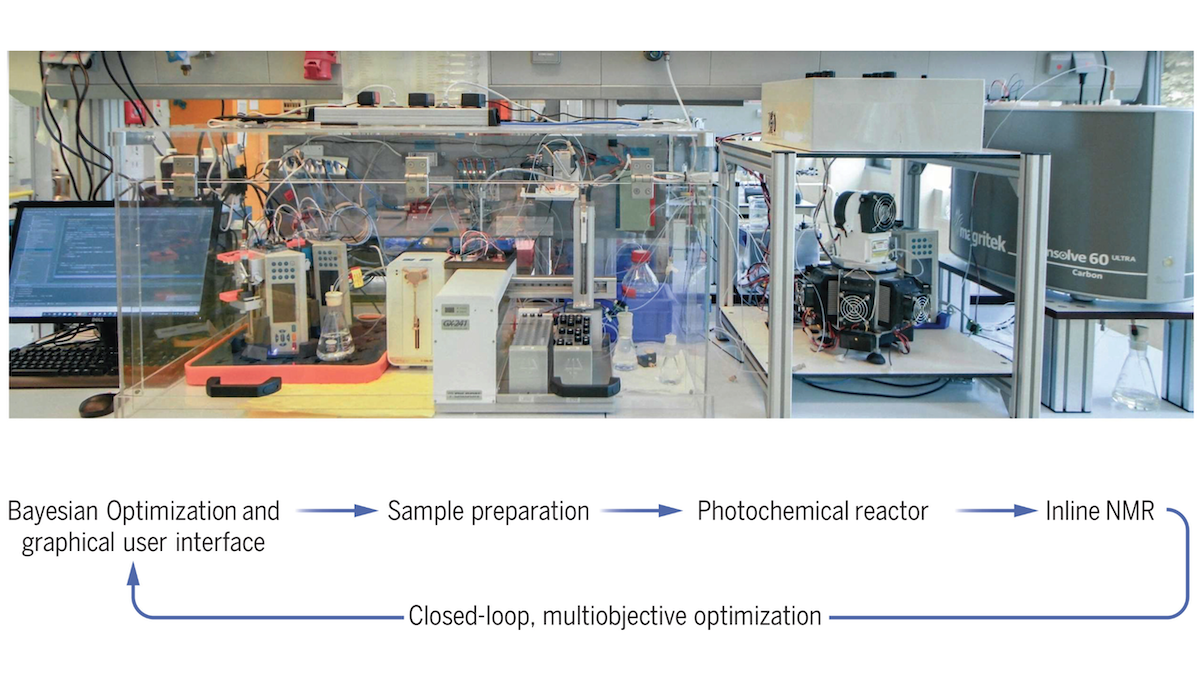 DELL
GX-241
magritek
nsolve 60 ULTRA
Carbon
Bayesian Optimization and
graphical user interface
Sample preparation
Photochemical reactor
Inline NMR
Closed-loop, multiobjective optimization